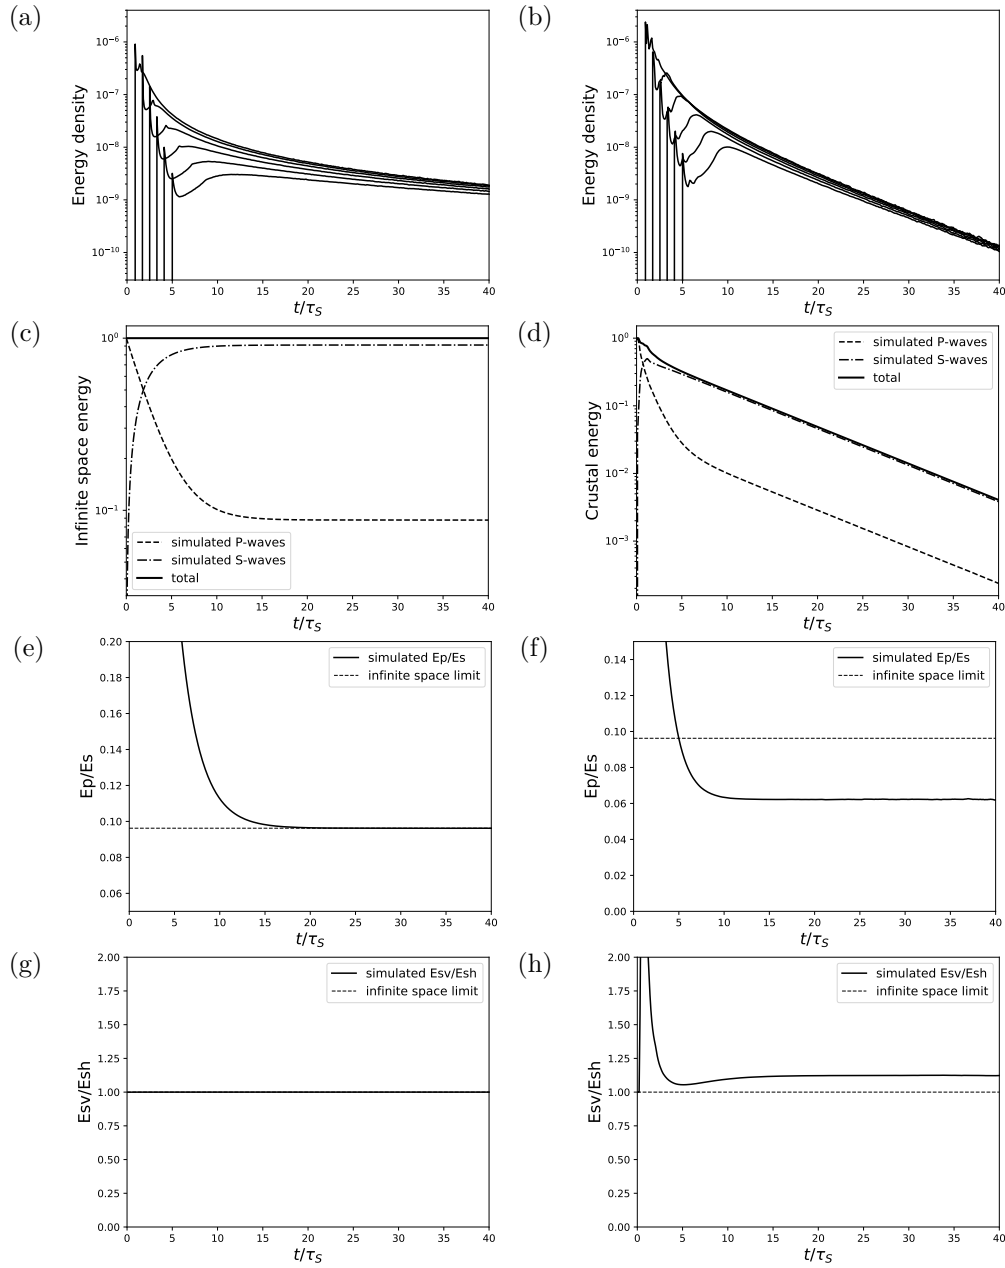 (a)
Energy density
10⁻⁶
10⁻⁷
10⁻⁸
10⁻⁹
10⁻¹⁰
0 5 10 15 20 25 30 35 40
t/τS
(b)
Energy density
10⁻⁶
10⁻⁷
10⁻⁸
10⁻⁹
10⁻¹⁰
0 5 10 15 20 25 30 35 40
t/τS
(c)
Infinite space energy
10⁰
10⁻¹
simulated P-waves
simulated S-waves
total
0 5 10 15 20 25 30 35 40
t/τS
(d)
Crustal energy
10⁰
10⁻¹
10⁻²
10⁻³
simulated P-waves
simulated S-waves
total
0 5 10 15 20 25 30 35 40
t/τS
(e)
Ep/Es
0.20
0.18
0.16
0.14
0.12
0.10
0.08
0.06
simulated Ep/Es
infinite space limit
0 5 10 15 20 25 30 35 40
t/τS
(f)
Ep/Es
0.14
0.12
0.10
0.08
0.06
0.04
0.02
0.00
simulated Ep/Es
infinite space limit
0 5 10 15 20 25 30 35 40
t/τS
(g)
Esv/Esh
2.00
1.75
1.50
1.25
1.00
0.75
0.50
0.25
0.00
simulated Esv/Esh
infinite space limit
0 5 10 15 20 25 30 35 40
t/τS
(h)
Esv/Esh
2.00
1.75
1.50
1.25
1.00
0.75
0.50
0.25
0.00
simulated Esv/Esh
infinite space limit
0 5 10 15 20 25 30 35 40
t/τS